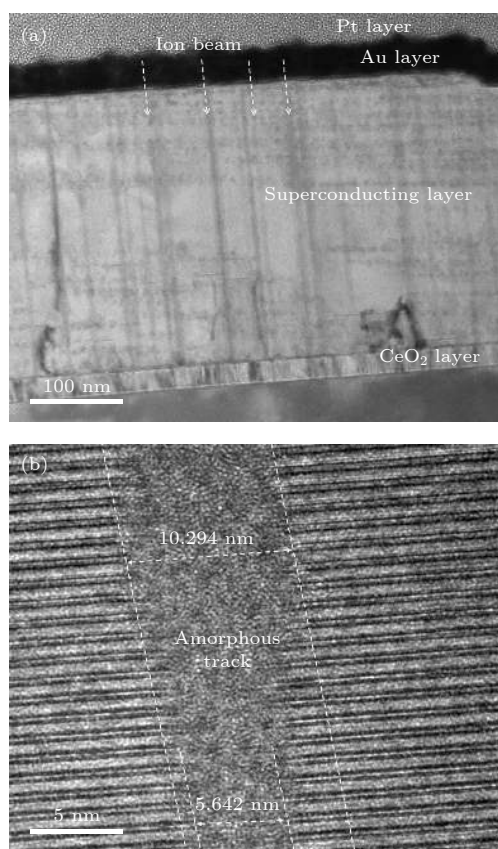 (a)
Pt layer
Ion beam
Au layer
Superconducting layer
CeO₂ layer
100 nm
(b)
10.294 nm
Amorphous
track
5.642 nm
5 nm